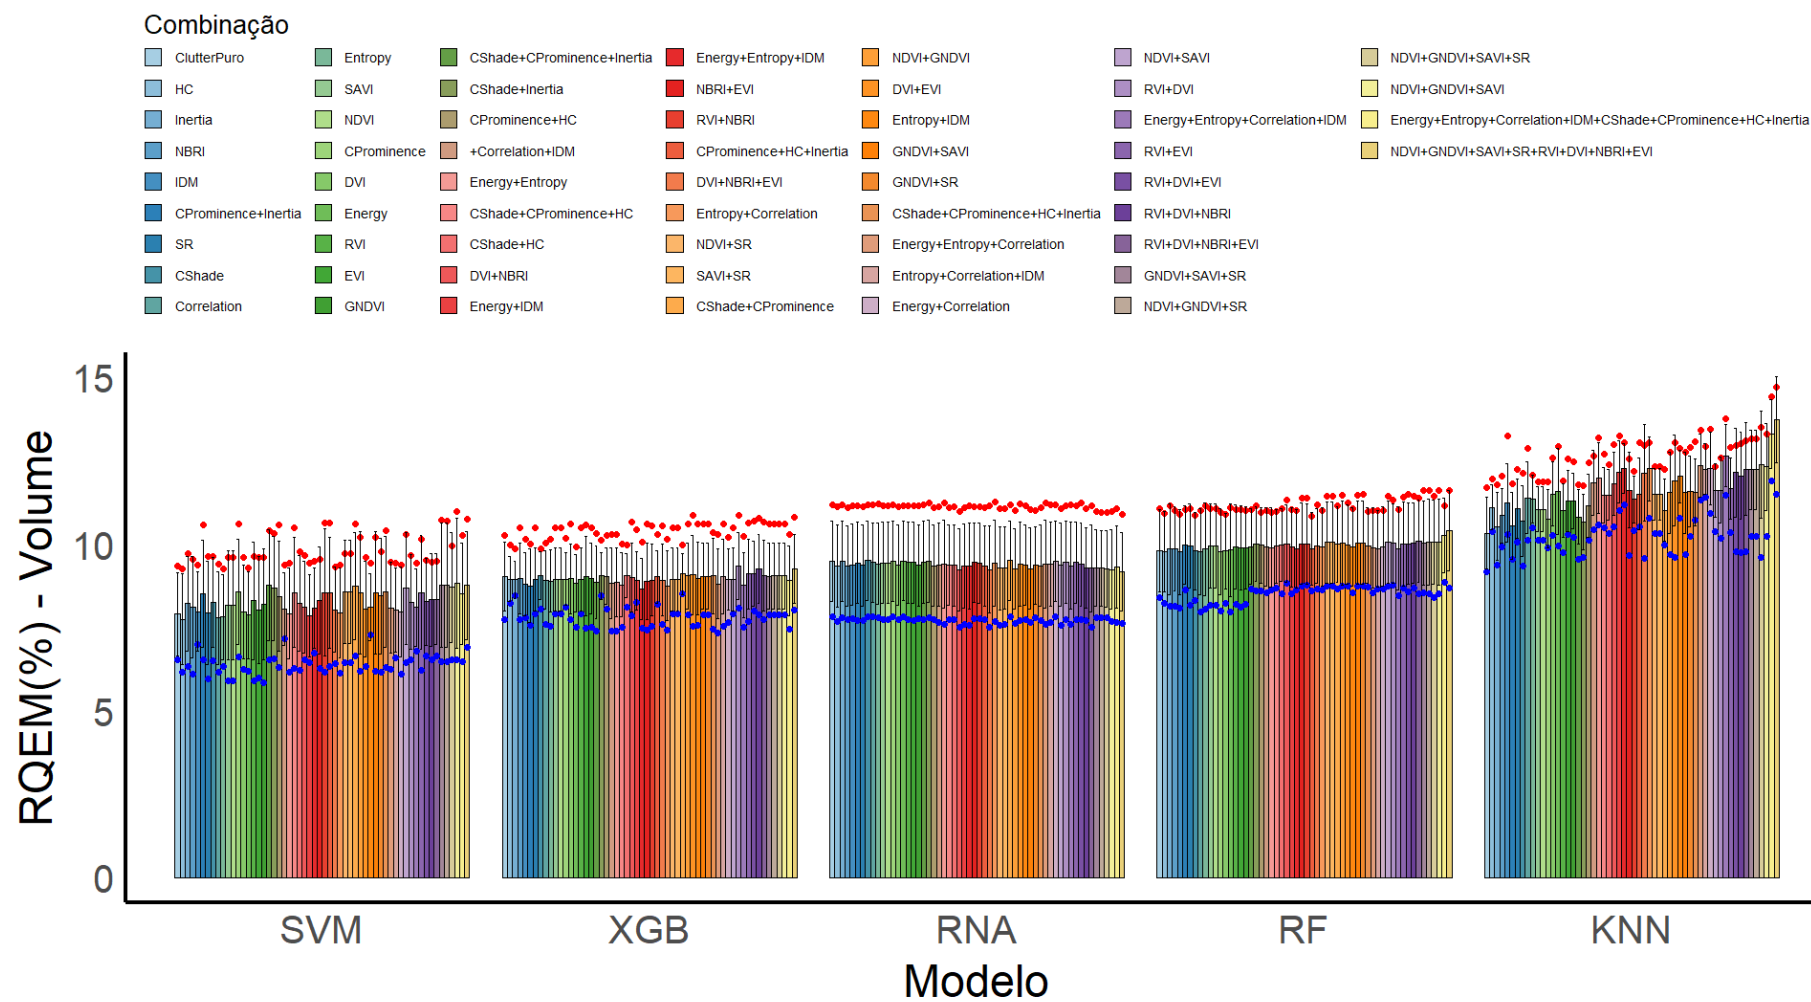 Combinação
ClutterPuro
HC
Inertia
NBRI
IDM
CProminence+Inertia
SR
CShade
Correlation
Entropy
SAVI
NDVI
CProminence
DVI
Energy
RVI
EVI
GNDVI
CShade+CProminence+Inertia
CShade+Inertia
CProminence+HC
+Correlation+IDM
Energy+Entropy
CShade+CProminence+HC
CShade+HC
DVI+NBRI
Energy+IDM
Energy+Entropy+IDM
NBRI+EVI
RVI+NBRI
CProminence+HC+Inertia
DVI+NBRI+EVI
Entropy+Correlation
NDVI+SR
SAVI+SR
CShade+CProminence
NDVI+GNDVI
DVI+EVI
Entropy+IDM
GNDVI+SAVI
GNDVI+SR
CShade+CProminence+HC+Inertia
Energy+Entropy+Correlation
Entropy+Correlation+IDM
Energy+Correlation
NDVI+SAVI
RVI+DVI
Energy+Entropy+Correlation+IDM
RVI+EVI
RVI+DVI+EVI
RVI+DVI+NBRI
RVI+DVI+NBRI+EVI
GNDVI+SAVI+SR
NDVI+GNDVI+SR
NDVI+GNDVI+SAVI+SR
NDVI+GNDVI+SAVI
Energy+Entropy+Correlation+IDM+CShade+CProminence+HC+Inertia
NDVI+GNDVI+SAVI+SR+RVI+DVI+NBRI+EVI
RQEM(%) - Volume
15
10
5
0
SVM
XGB
RNA
RF
KNN
Modelo